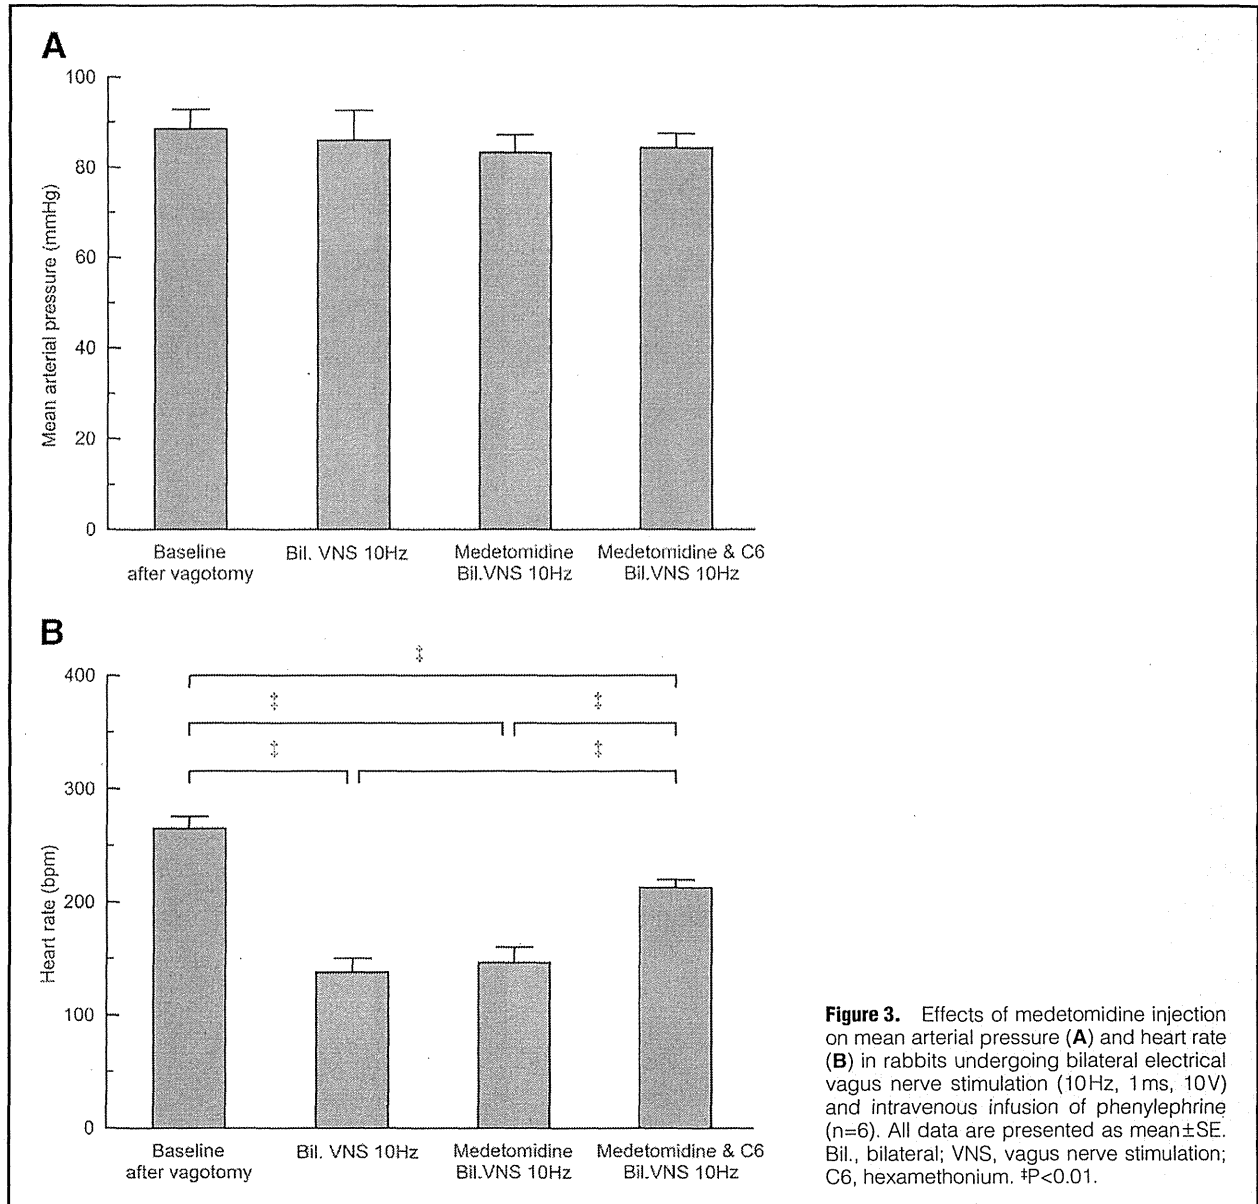 A
100
80
60
40
20
0
Mean arterial pressure (mmHg)
Baseline
after vagotomy
Bil. VNS 10Hz
Medetomidine
Bil.VNS 10Hz
Medetomidine & C6
Bil.VNS 10Hz
B
400
300
200
100
0
Heart rate (bpm)
‡
‡
‡
‡
‡
Baseline
after vagotomy
Bil. VNS 10Hz
Medetomidine
Bil.VNS 10Hz
Medetomidine & C6
Bil.VNS 10Hz
Figure 3. Effects of medetomidine injection
on mean arterial pressure (A) and heart rate
(B) in rabbits undergoing bilateral electrical
vagus nerve stimulation (10Hz, 1ms, 10V)
and intravenous infusion of phenylephrine
(n=6). All data are presented as mean±SE.
Bil., bilateral; VNS, vagus nerve stimulation;
C6, hexamethonium. ‡P<0.01.